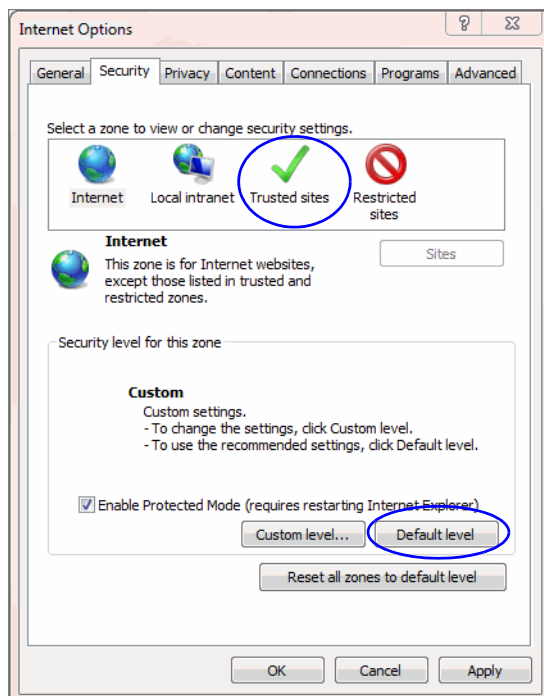 Internet Options
General Security Privacy Content Connections Programs Advanced
Select a zone to view or change security settings.
Internet Local intranet Trusted sites Restricted
sites
Internet
This zone is for Internet websites,
except those listed in trusted and
restricted zones.
Sites
Security level for this zone
Custom
Custom settings.
- To change the settings, click Custom level.
- To use the recommended settings, click Default level.
Enable Protected Mode (requires restarting Internet Explorer)
Custom level... Default level
Reset all zones to default level
OK Cancel Apply